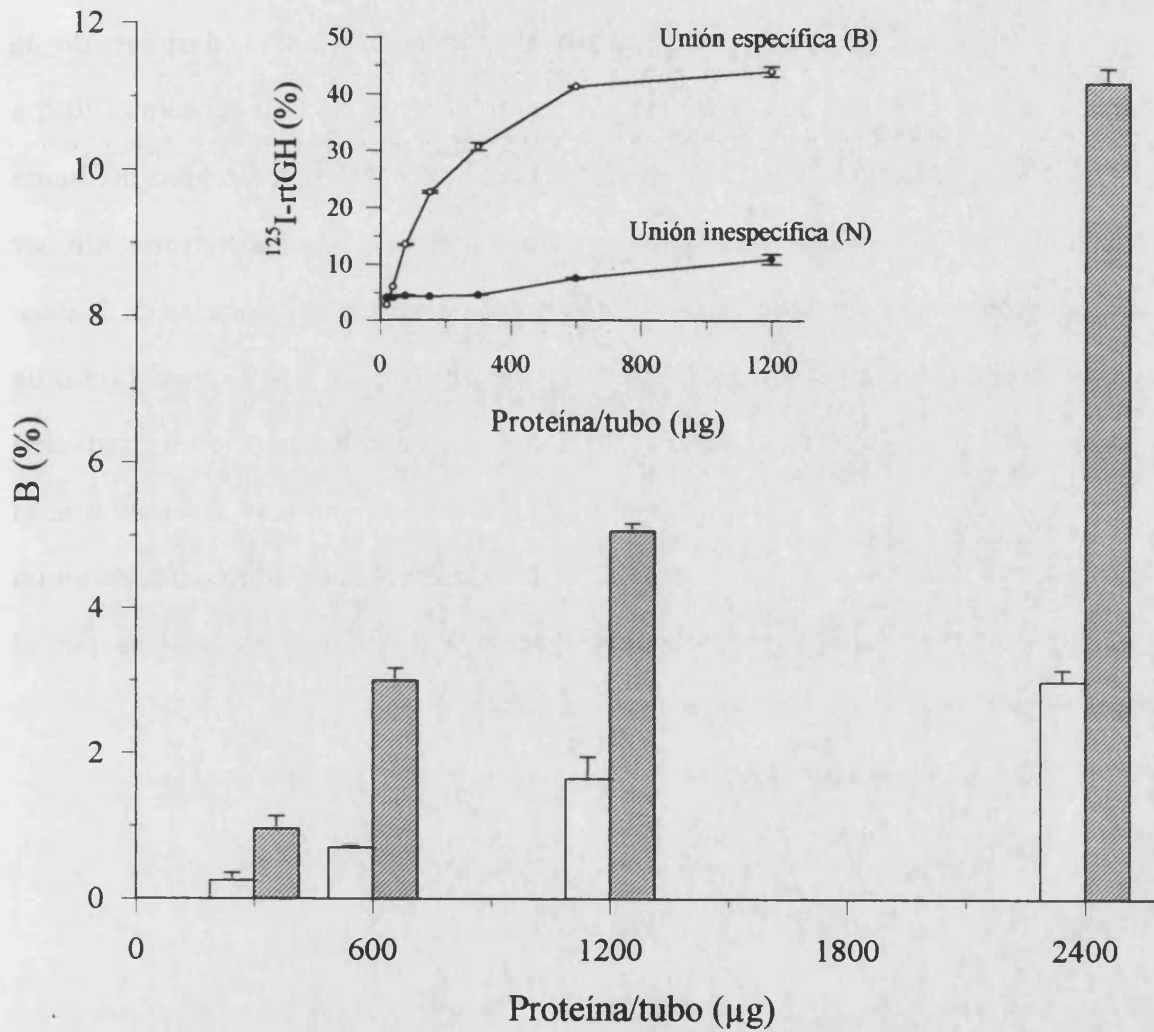 12
10
8
6
4
2
0
B (%)
50
40
30
20
10
0
¹²⁵I-rtGH (%)
Unión específica (B)
Unión inespecífica (N)
0 400 800 1200
Proteína/tubo (µg)
0 600 1200 1800 2400
Proteína/tubo (µg)